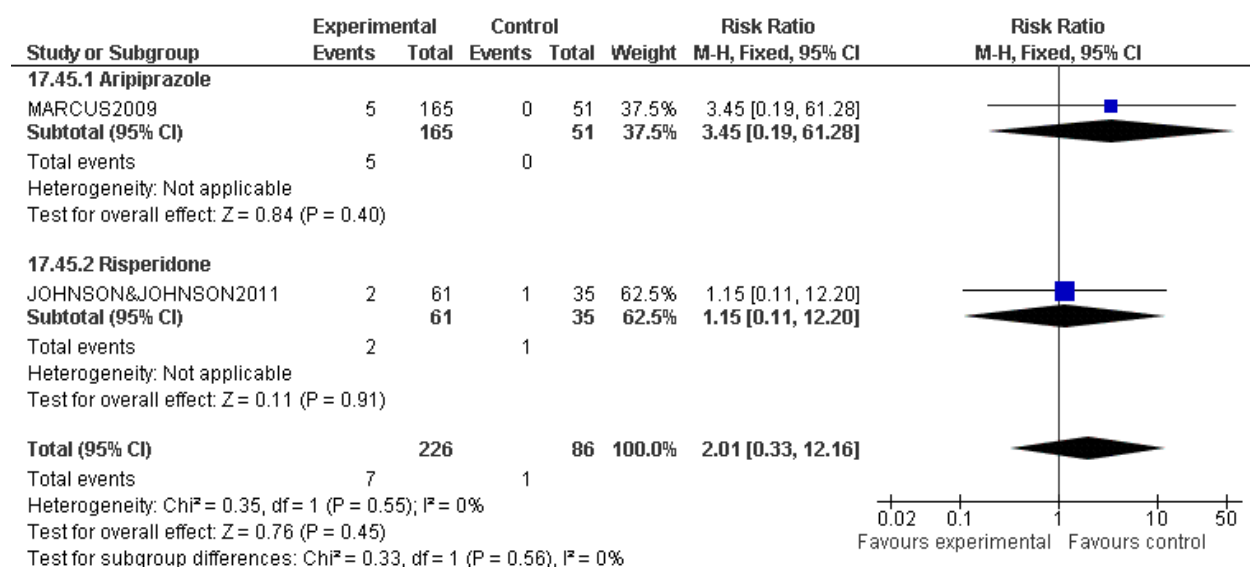 Experimental Control Risk Ratio Risk Ratio
Study or Subgroup Events Total Events Total Weight M-H, Fixed, 95% CI M-H, Fixed, 95% CI
17.45.1 Aripiprazole
MARCUS2009 5 165 0 51 37.5% 3.45 [0.19, 61.28]
Subtotal (95% CI) 165 51 37.5% 3.45 [0.19, 61.28]
Total events 5 0
Heterogeneity: Not applicable
Test for overall effect: Z = 0.84 (P = 0.40)
17.45.2 Risperidone
JOHNSON&JOHNSON2011 2 61 1 35 62.5% 1.15 [0.11, 12.20]
Subtotal (95% CI) 61 35 62.5% 1.15 [0.11, 12.20]
Total events 2 1
Heterogeneity: Not applicable
Test for overall effect: Z = 0.11 (P = 0.91)
Total (95% CI) 226 86 100.0% 2.01 [0.33, 12.16]
Total events 7 1
Heterogeneity: Chi² = 0.35, df = 1 (P = 0.55); I² = 0%
Test for overall effect: Z = 0.76 (P = 0.45)
Test for subgroup differences: Chi² = 0.33, df = 1 (P = 0.56), I² = 0%
0.02 0.1 1 10 50
Favours experimental Favours control